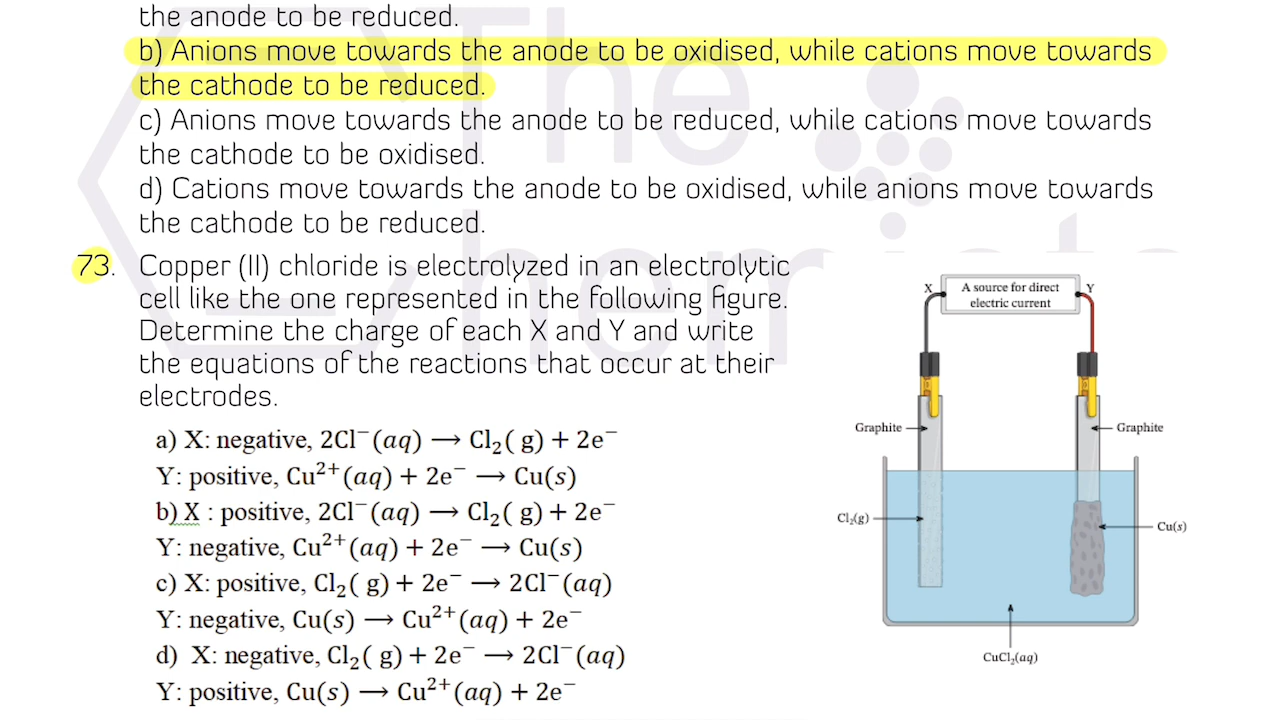 the anode to be reduced.
b) Anions move towards the anode to be oxidised, while cations move towards
the cathode to be reduced.
c) Anions move towards the anode to be reduced, while cations move towards
the cathode to be oxidised.
d) Cations move towards the anode to be oxidised, while anions move towards
the cathode to be reduced.
73. Copper (II) chloride is electrolyzed in an electrolytic
cell like the one represented in the following figure.
Determine the charge of each X and Y and write
the equations of the reactions that occur at their
electrodes.
a) X: negative, 2Cl⁻(aq) ⟶ Cl₂( g) + 2e⁻
Y: positive, Cu²⁺(aq) + 2e⁻ ⟶ Cu(s)
b) X : positive, 2Cl⁻(aq) ⟶ Cl₂( g) + 2e⁻
Y: negative, Cu²⁺(aq) + 2e⁻ ⟶ Cu(s)
c) X: positive, Cl₂( g) + 2e⁻ ⟶ 2Cl⁻(aq)
Y: negative, Cu(s) ⟶ Cu²⁺(aq) + 2e⁻
d) X: negative, Cl₂( g) + 2e⁻ ⟶ 2Cl⁻(aq)
Y: positive, Cu(s) ⟶ Cu²⁺(aq) + 2e⁻
X
A source for direct
electric current
Y
Graphite
Graphite
Cl₂(g)
Cu(s)
CuCl₂(aq)
The